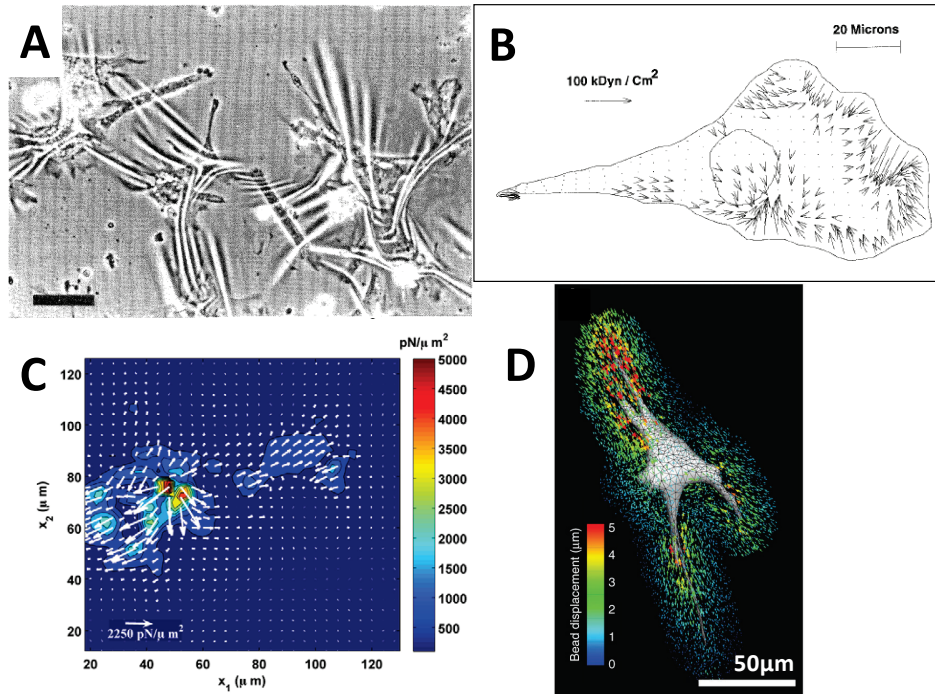 A
B
20 Microns
100 kDyn / Cm²
C
pN/μ m²
5000
4500
4000
3500
3000
2500
2000
1500
1000
500
120
100
80
60
40
20
x₂ (μ m)
2250 pN/μ m²
20 40 60 80 100 120
x₁ (μ m)
D
Bead displacement (μm)
5
4
3
2
1
0
50μm